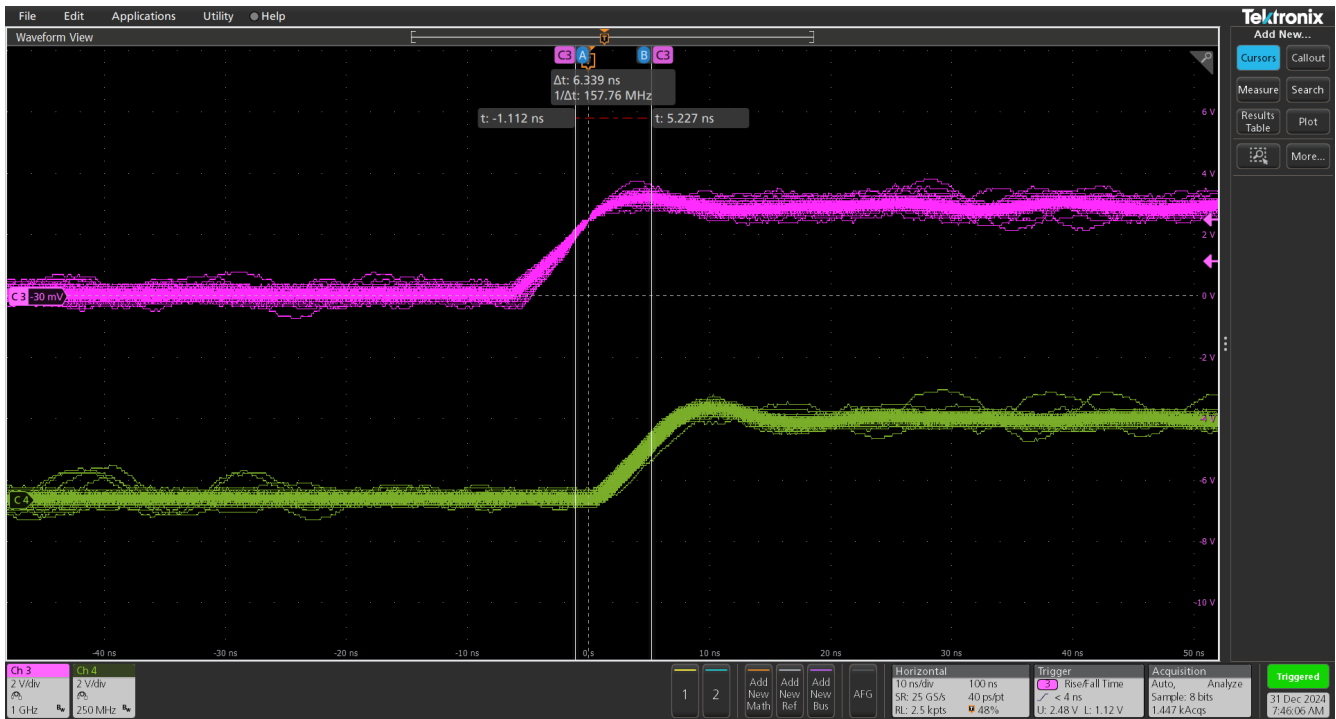 File Edit Applications Utility Help
Tektronix
Waveform View
Add New...
C3 A B C3
Cursors Callout
Δt: 6.339 ns
1/Δt: 157.76 MHz
Measure Search
t: -1.112 ns t: 5.227 ns
6 V
Results Table Plot
More...
4 V
2 V
C 3 -30 mV
0 V
-2 V
-4 V
C 4
-6 V
-8 V
-10 V
-40 ns -30 ns -20 ns -10 ns 0 s 10 ns 20 ns 30 ns 40 ns 50 ns
Ch 3
2 V/div
1 GHz Bw
Ch 4
2 V/div
250 MHz Bw
1
2
Add New Math
Add New Ref
Add New Bus
AFG
Horizontal
10 ns/div 100 ns
SR: 25 GS/s 40 ps/pt
RL: 2.5 kpts 48%
Trigger
3 Rise/Fall Time
< 4 ns
U: 2.48 V L: 1.12 V
Acquisition
Auto, Analyze
Sample: 8 bits
1.447 kAcqs
Triggered
31 Dec 2024
7:46:06 AM